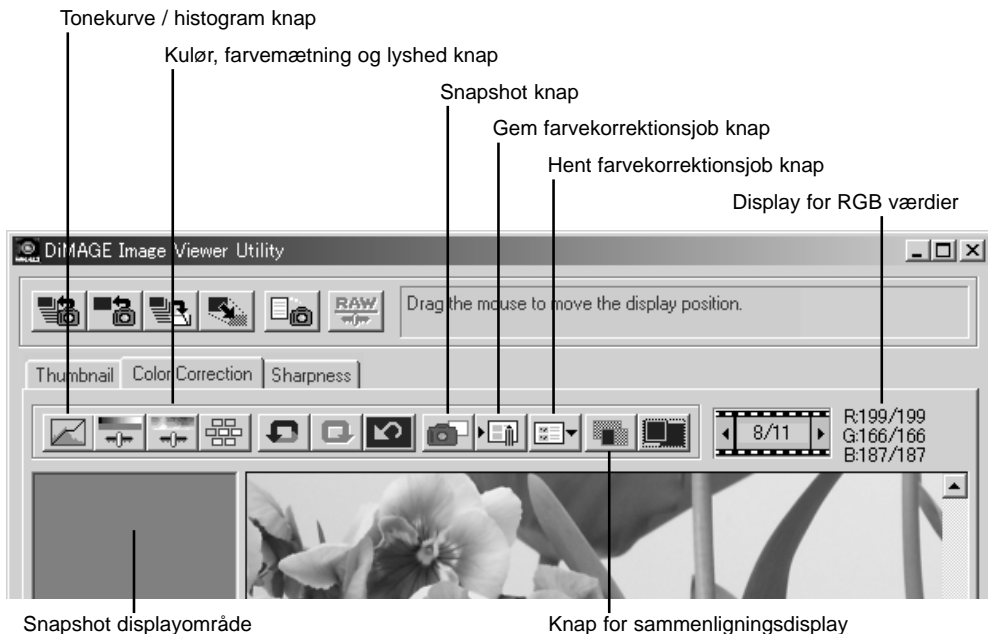 Tonekurve / histogram knap
Kulør, farvemætning og lyshed knap
Snapshot knap
Gem farvekorrektionsjob knap
Hent farvekorrektionsjob knap
Display for RGB værdier
DiMAGE Image Viewer Utility
RAW
Drag the mouse to move the display position.
Thumbnail Color Correction Sharpness
8/11
R:199/199
G:166/166
B:187/187
Snapshot displayområde
Knap for sammenligningsdisplay